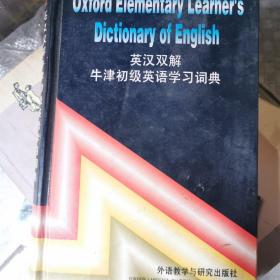 Oxford Elementary Learner's
Dictionary of English
英汉双解
牛津初级英语学习词典
外语教学与研究出版社